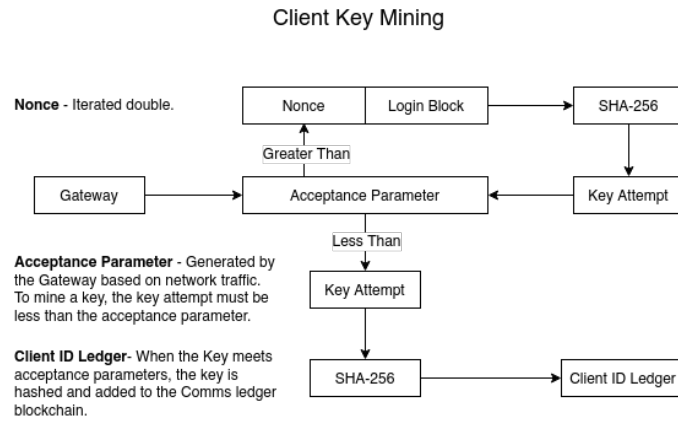 Client Key Mining
Nonce - Iterated double.
Nonce
Login Block
SHA-256
Greater Than
Gateway
Acceptance Parameter
Key Attempt
Less Than
Acceptance Parameter - Generated by
the Gateway based on network traffic.
To mine a key, the key attempt must be
less than the acceptance parameter.
Key Attempt
Client ID Ledger- When the Key meets
acceptance parameters, the key is
hashed and added to the Comms ledger
blockchain.
SHA-256
Client ID Ledger